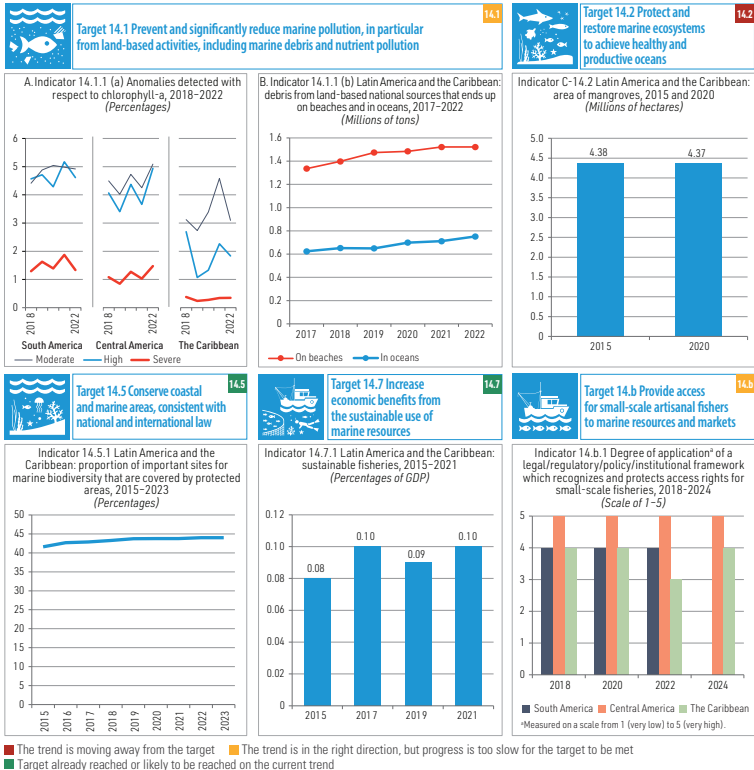 Target 14.1 Prevent and significantly reduce marine pollution, in particular
from land-based activities, including marine debris and nutrient pollution
14.1
A. Indicator 14.1.1 (a) Anomalies detected with
respect to chlorophyll-a, 2018–2022
(Percentages)
6
5
4
3
2
1
0
2018
2022
2018
2022
2018
2022
South America
Central America
The Caribbean
Moderate
High
Severe
B. Indicator 14.1.1 (b) Latin America and the Caribbean:
debris from land-based national sources that ends up
on beaches and in oceans, 2017–2022
(Millions of tons)
1.6
1.4
1.2
1.0
0.8
0.6
0.4
0.2
0
2017
2018
2019
2020
2021
2022
On beaches
In oceans
Target 14.2 Protect and
restore marine ecosystems
to achieve healthy and
productive oceans
14.2
Indicator C-14.2 Latin America and the Caribbean:
area of mangroves, 2015 and 2020
(Millions of hectares)
5.0
4.5
4.0
3.5
3.0
2.5
2.0
1.5
1.0
0.5
0
4.38
4.37
2015
2020
Target 14.5 Conserve coastal
and marine areas, consistent with
national and international law
14.5
Indicator 14.5.1 Latin America and the
Caribbean: proportion of important sites for
marine biodiversity that are covered by protected
areas, 2015–2023
(Percentages)
50
45
40
35
30
25
20
15
10
5
0
2015
2016
2017
2018
2019
2020
2021
2022
2023
Target 14.7 Increase
economic benefits from
the sustainable use of
marine resources
14.7
Indicator 14.7.1 Latin America and the Caribbean:
sustainable fisheries, 2015–2021
(Percentages of GDP)
0.12
0.10
0.08
0.06
0.04
0.02
0
0.08
0.10
0.09
0.10
2015
2017
2019
2021
Target 14.b Provide access
for small-scale artisanal fishers
to marine resources and markets
14.b
Indicator 14.b.1 Degree of applicationᵃ of a
legal/regulatory/policy/institutional framework
which recognizes and protects access rights for
small-scale fisheries, 2018-2024
(Scale of 1–5)
5
4
3
2
1
0
2018
2020
2022
2024
South America
Central America
The Caribbean
ᵃMeasured on a scale from 1 (very low) to 5 (very high).
The trend is moving away from the target
The trend is in the right direction, but progress is too slow for the target to be met
Target already reached or likely to be reached on the current trend